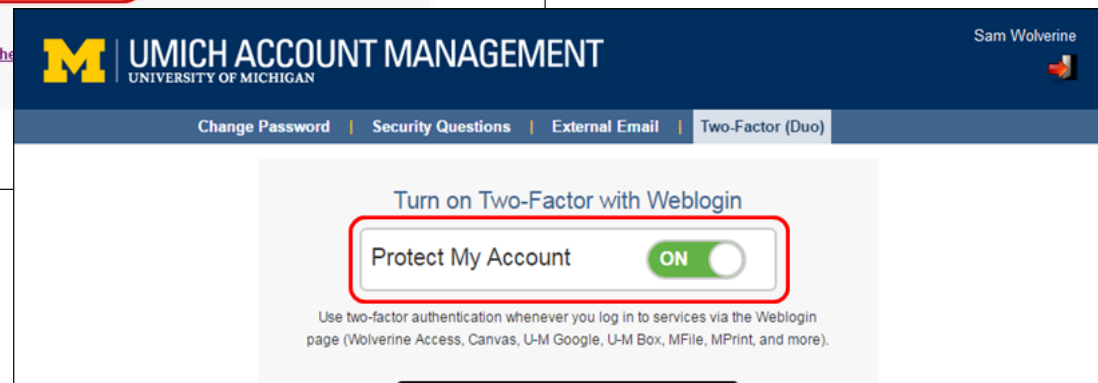 he
Sam Wolverine
M UMICH ACCOUNT MANAGEMENT
UNIVERSITY OF MICHIGAN
Change Password | Security Questions | External Email | Two-Factor (Duo)
Turn on Two-Factor with Weblogin
Protect My Account ON
Use two-factor authentication whenever you log in to services via the Weblogin
page (Wolverine Access, Canvas, U-M Google, U-M Box, MFile, MPrint, and more).